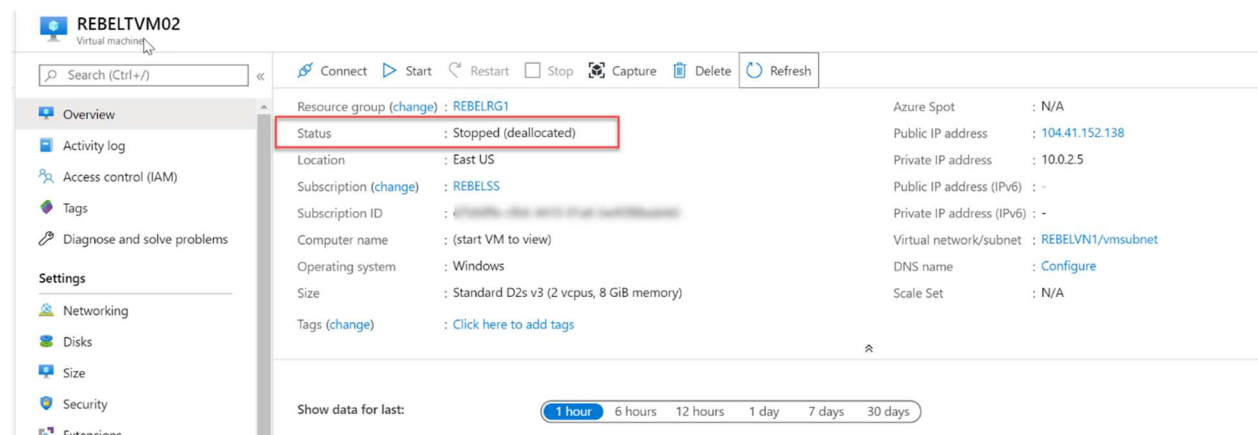 REBELTVM02
Virtual machine
Search (Ctrl+/)
«
Connect Start Restart Stop Capture Delete Refresh
Overview
Activity log
Access control (IAM)
Tags
Diagnose and solve problems
Settings
Networking
Disks
Size
Security
Extensions
Resource group (change) : REBELRG1
Status : Stopped (deallocated)
Location : East US
Subscription (change) : REBELSS
Subscription ID :
Computer name : (start VM to view)
Operating system : Windows
Size : Standard D2s v3 (2 vcpus, 8 GiB memory)
Tags (change) : Click here to add tags
Azure Spot : N/A
Public IP address : 104.41.152.138
Private IP address : 10.0.2.5
Public IP address (IPv6) : -
Private IP address (IPv6) : -
Virtual network/subnet : REBELVN1/vmsubnet
DNS name : Configure
Scale Set : N/A
Show data for last: 1 hour 6 hours 12 hours 1 day 7 days 30 days